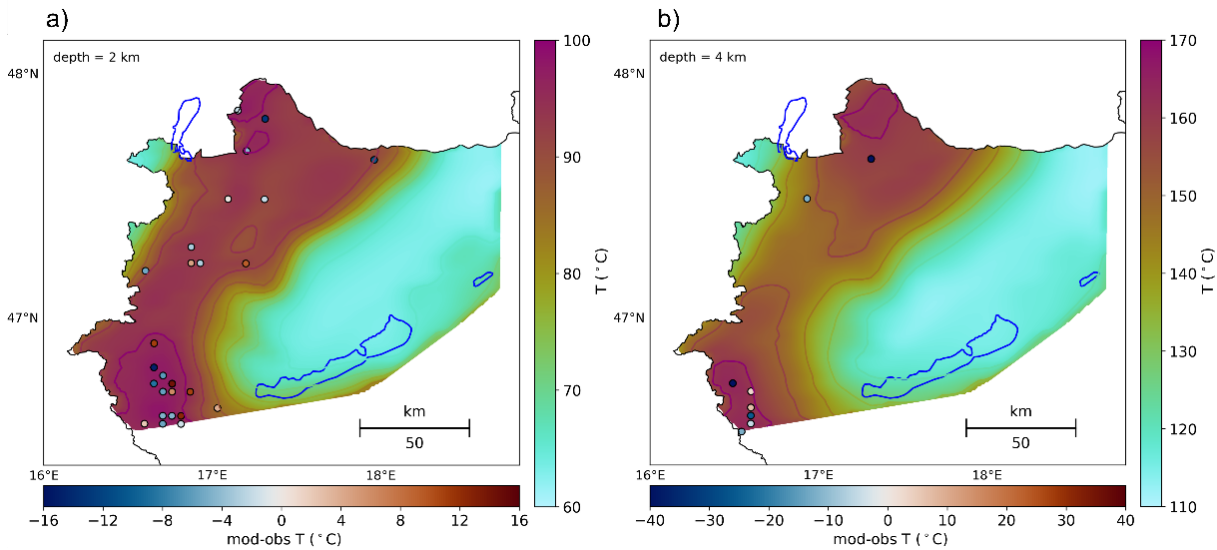 a)
depth = 2 km
48°N
47°N
km
50
16°E
17°E
18°E
100
90
80
70
60
T (°C)
−16
−12
−8
−4
0
4
8
12
16
mod-obs T (°C)
b)
depth = 4 km
48°N
47°N
km
50
16°E
17°E
18°E
170
160
150
140
130
120
110
T (°C)
−40
−30
−20
−10
0
10
20
30
40
mod-obs T (°C)